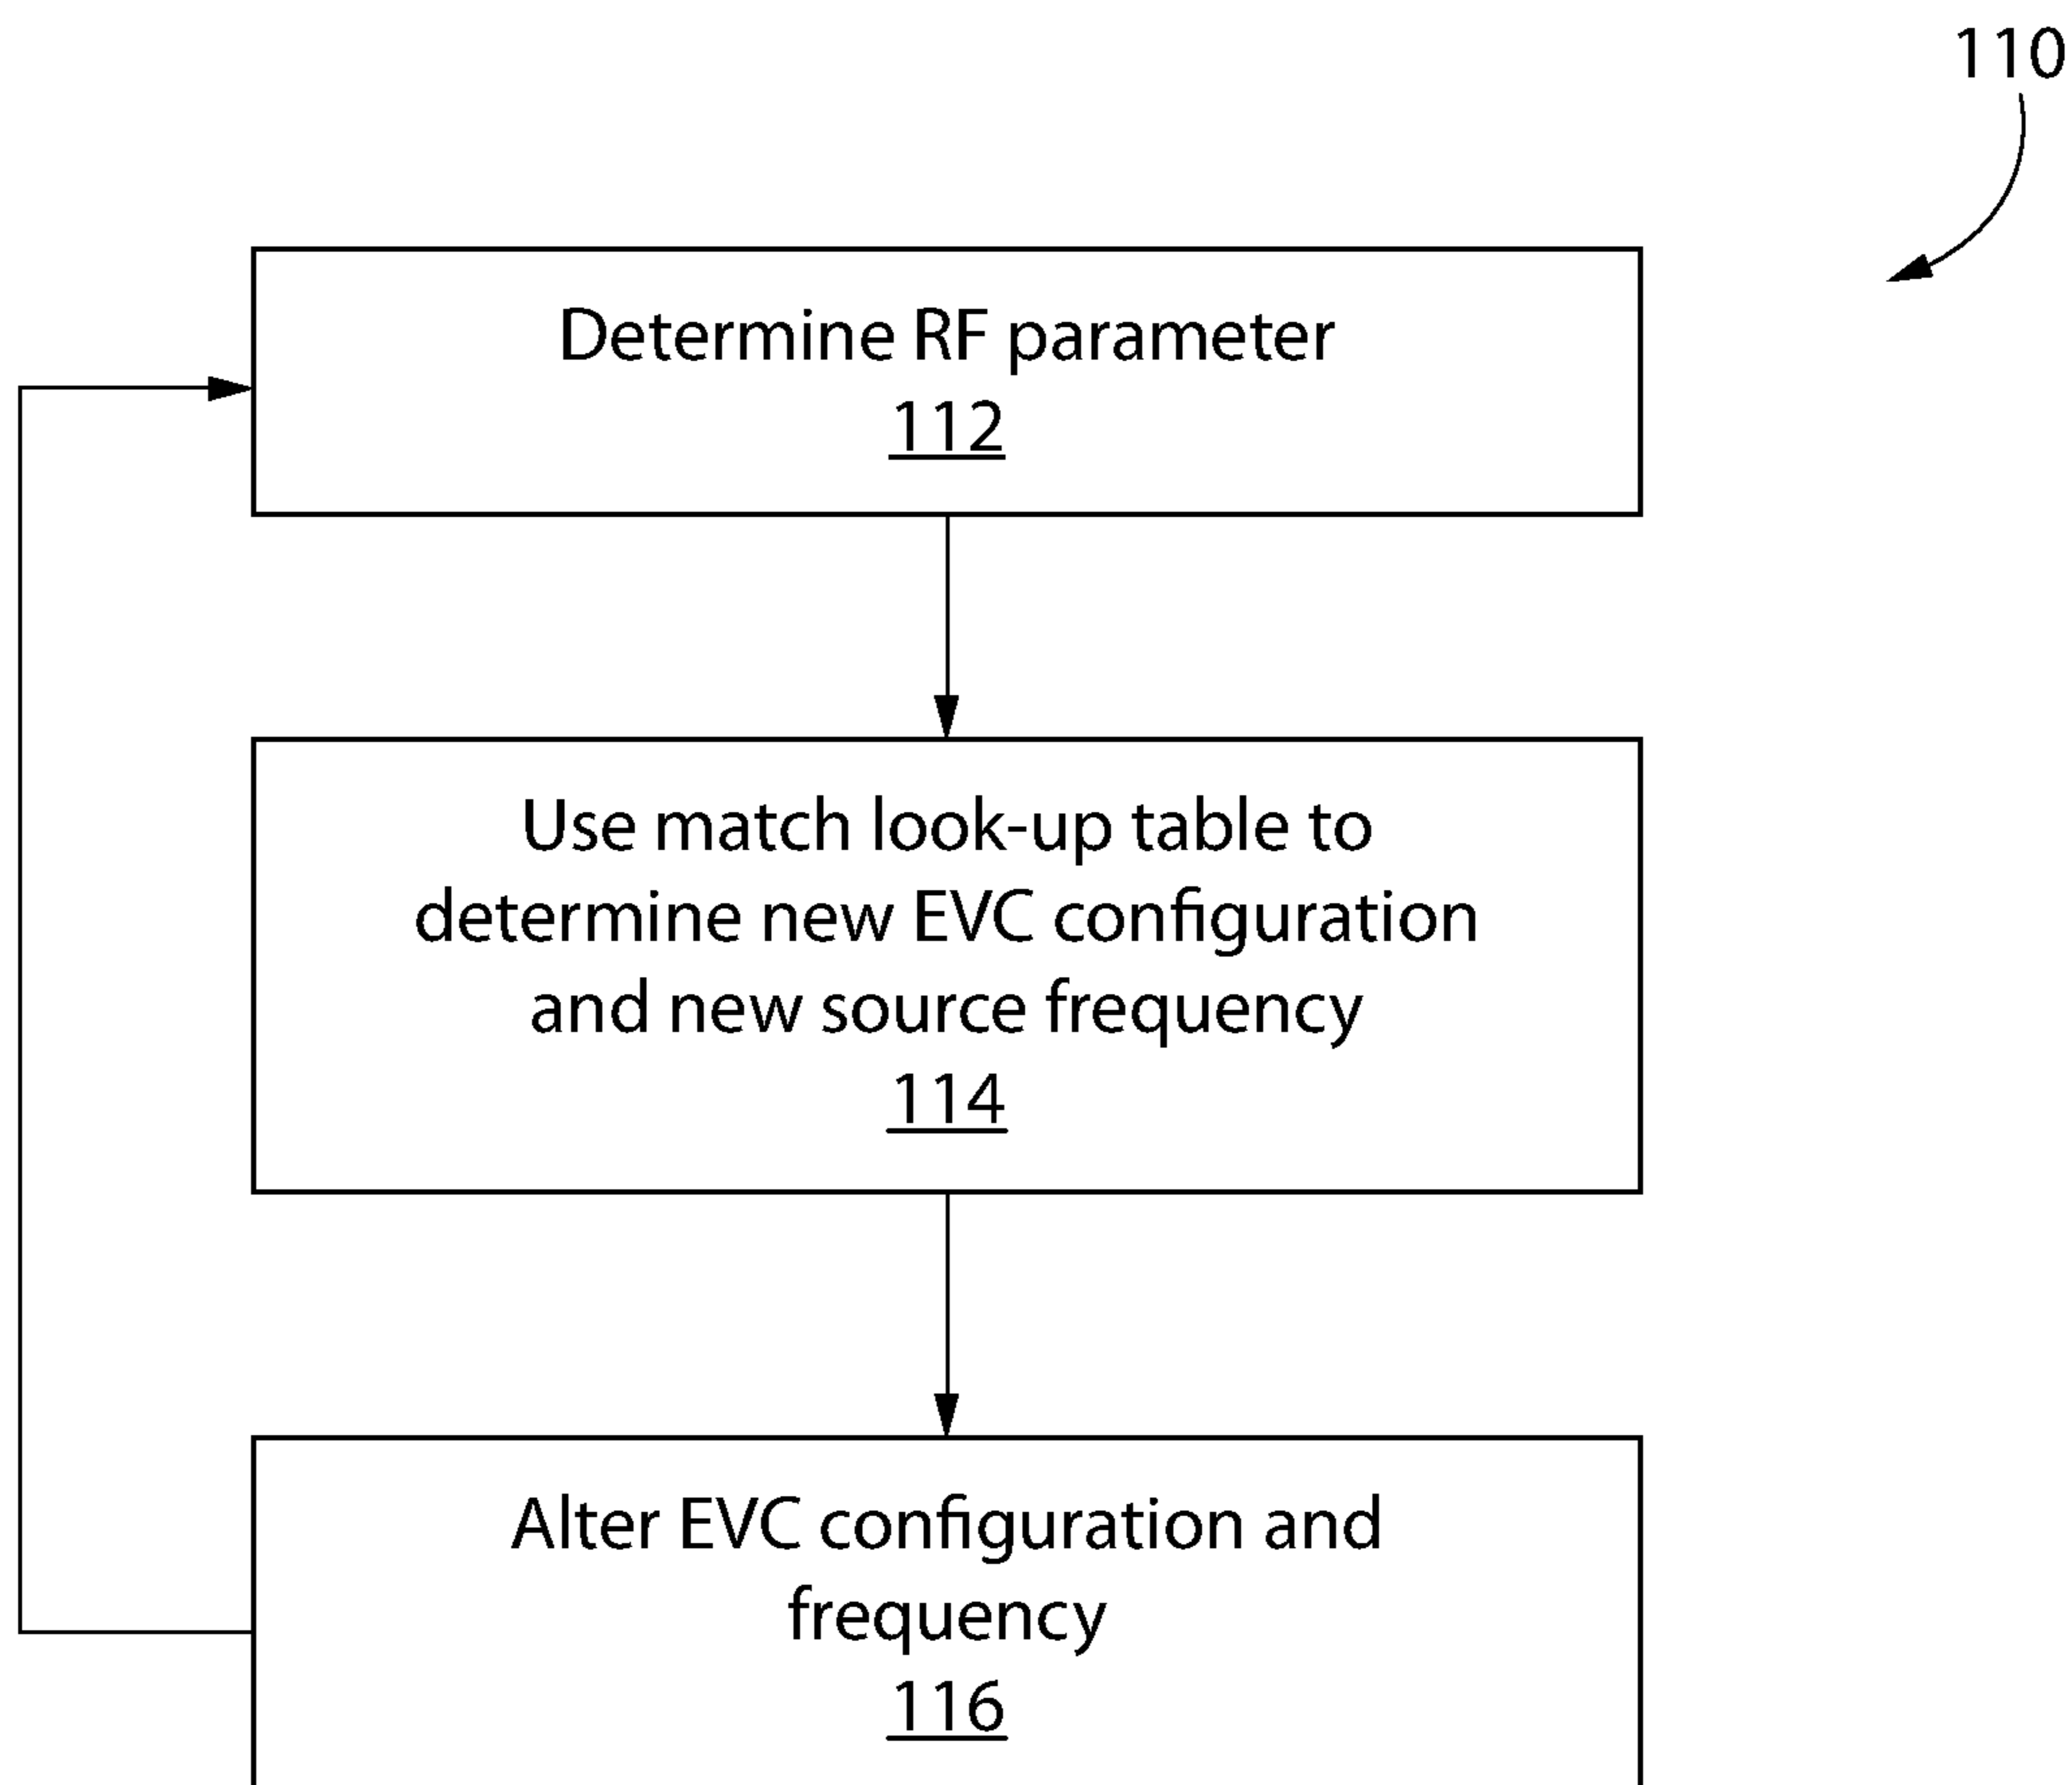 110
Determine RF parameter
112
Use match look-up table to
determine new EVC configuration
and new source frequency
114
Alter EVC configuration and
frequency
116